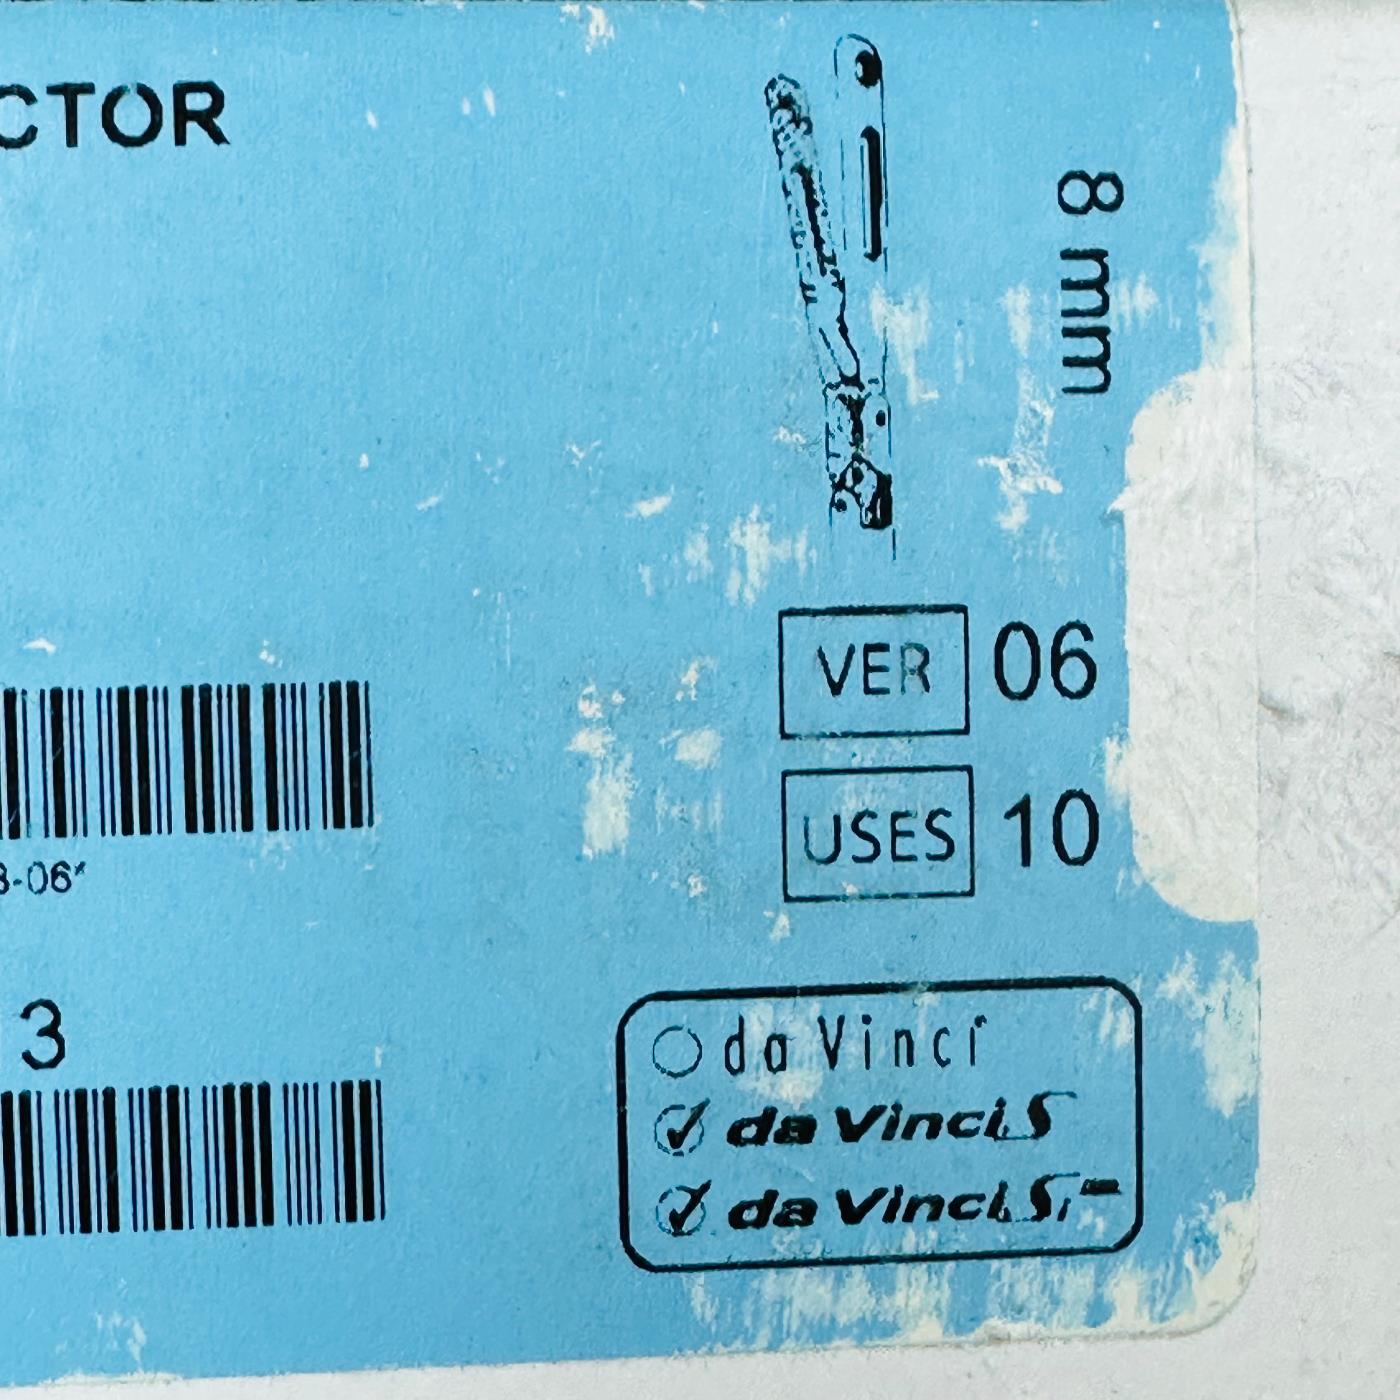 CTOR
8 mm
VER 06
USES 10
8-06*
3
da Vinci
da Vinci S
da Vinci Si